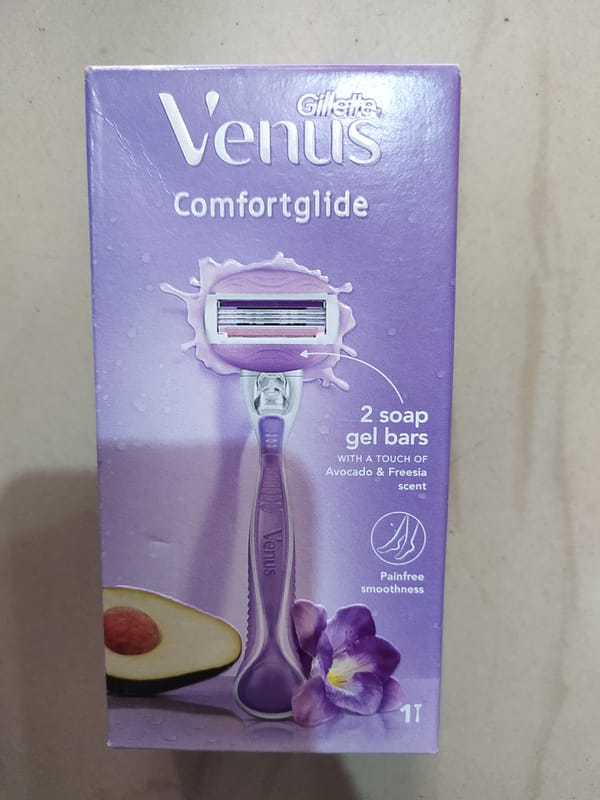 Gillette
Venus
Comfortglide
2 soap
gel bars
WITH A TOUCH OF
Avocado & Freesia
scent
Venus
Painfree
smoothness
1